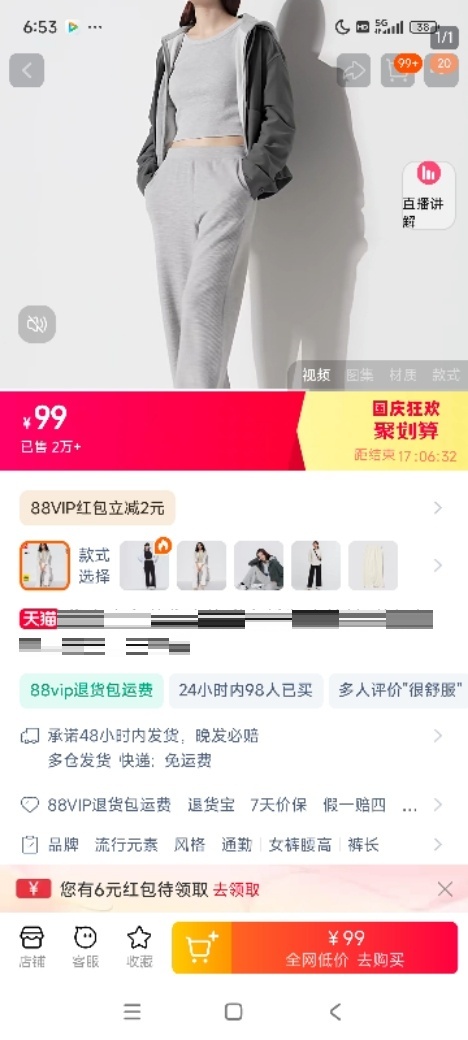 6:53
5G
HD
38
1/1
99+
20
直播讲
解
视频 图集 材质 款式
¥99
已售 2万+
国庆狂欢
聚划算
距结束17:06:32
88VIP红包立减2元
款式
选择
天猫
88vip退货包运费 24小时内98人已买 多人评价"很舒服"
承诺48小时内发货，晚发必赔
多仓发货 快递: 免运费
88VIP退货包运费 退货宝 7天价保 假一赔四 ...
品牌 流行元素 风格 通勤 女裤腰高 裤长
¥ 您有6元红包待领取 去领取
店铺 客服 收藏
¥99
全网低价 去购买